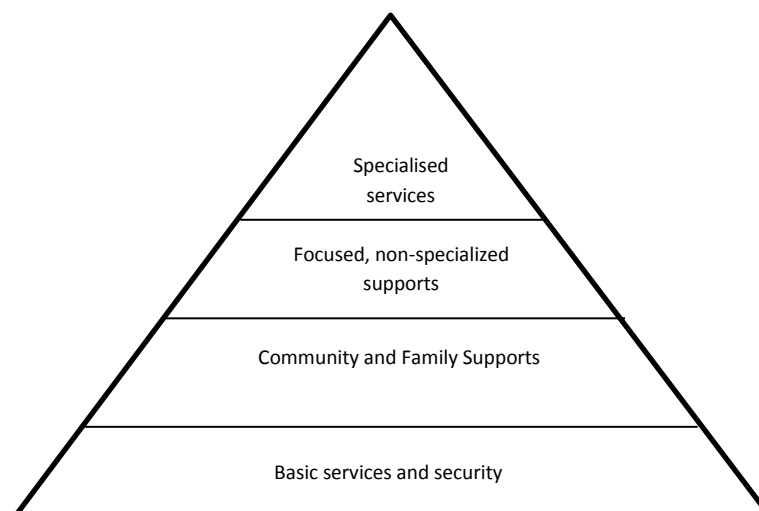 Specialised
services
Focused, non-specialized
supports
Community and Family Supports
Basic services and security